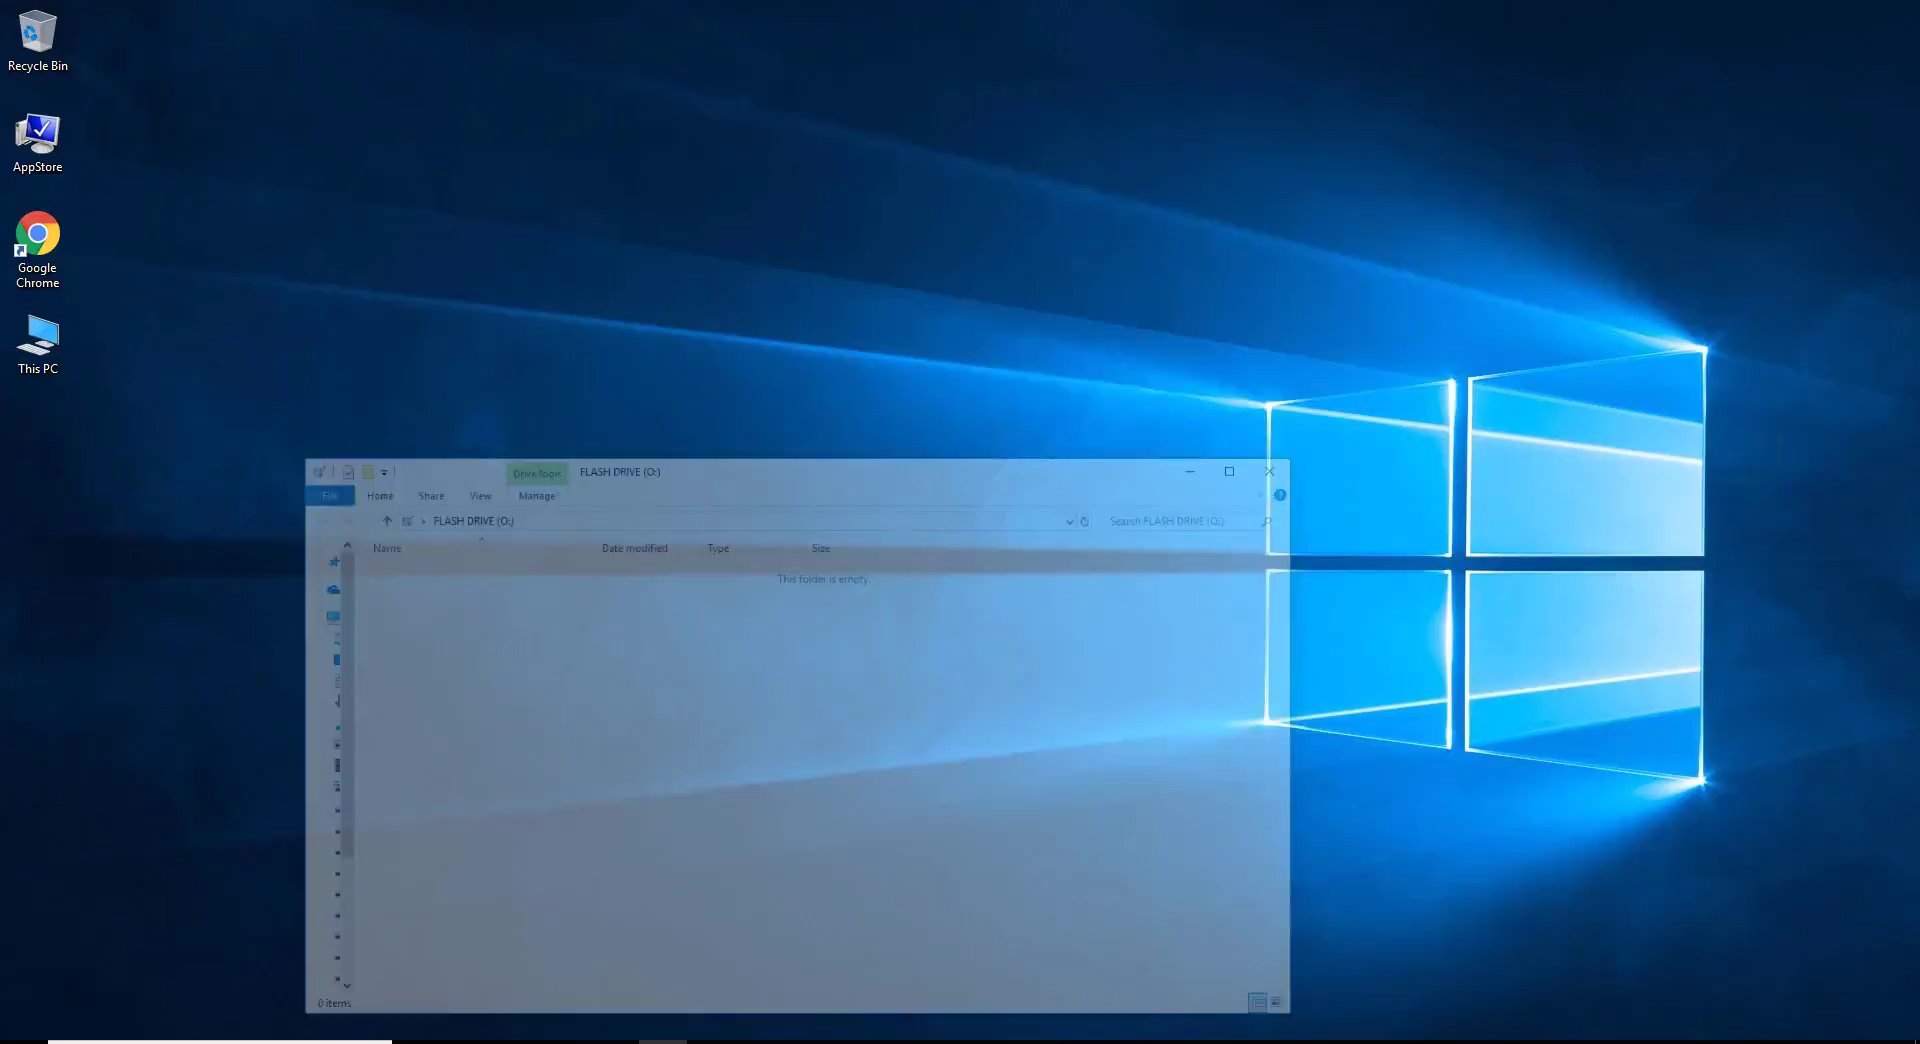 Recycle Bin
AppStore
Google
Chrome
This PC
Drive Tools FLASH DRIVE (O:)
File Home Share View Manage
FLASH DRIVE (O:) Search FLASH DRIVE (O:)
Name Date modified Type Size
This folder is empty.
0 items